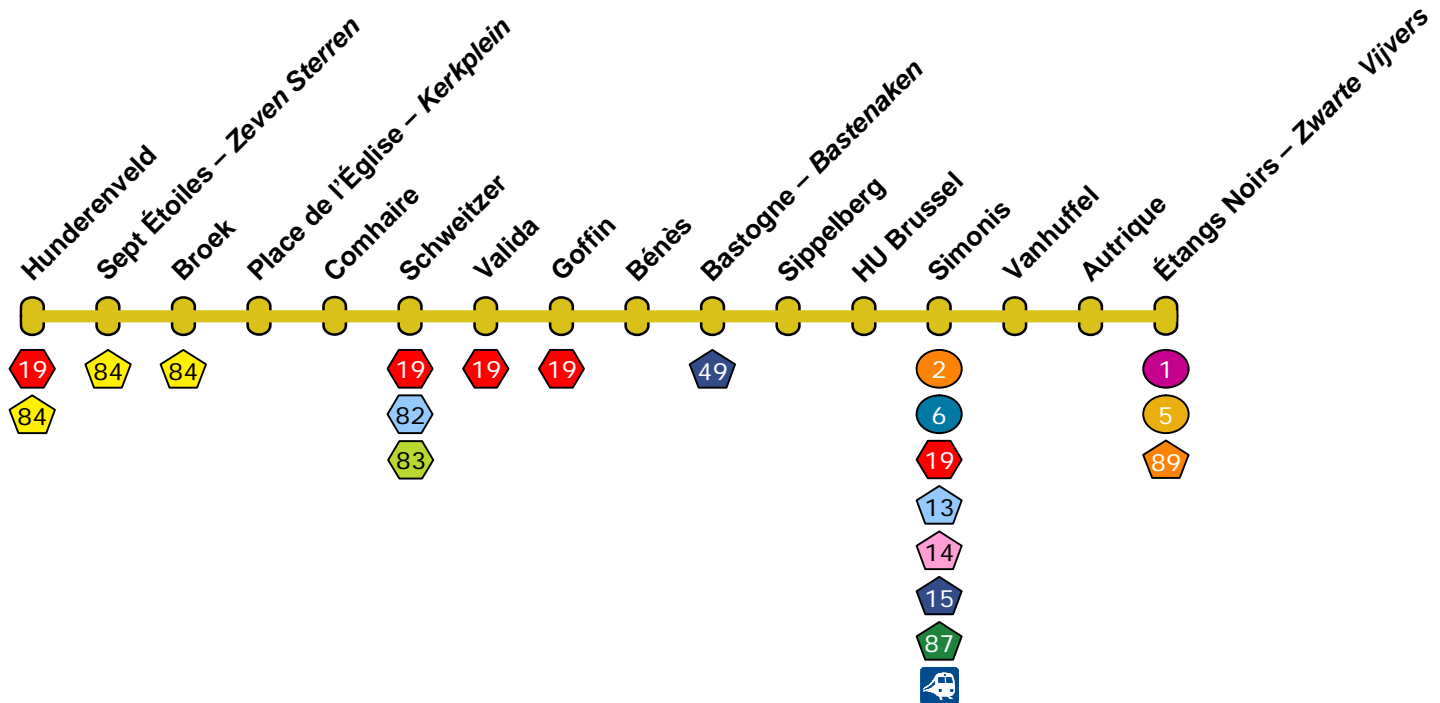 Hunderenveld
Sept Étoiles – Zeven Sterren
Broek
Place de l'Église – Kerkplein
Comhaire
Schweitzer
Valida
Goffin
Bénès
Bastogne – Bastenaken
Sippelberg
HU Brussel
Simonis
Vanhuffel
Autrique
Étangs Noirs – Zwarte Vijvers
19
84
84
84
19
82
83
19
19
49
2
6
19
13
14
15
87
1
5
89